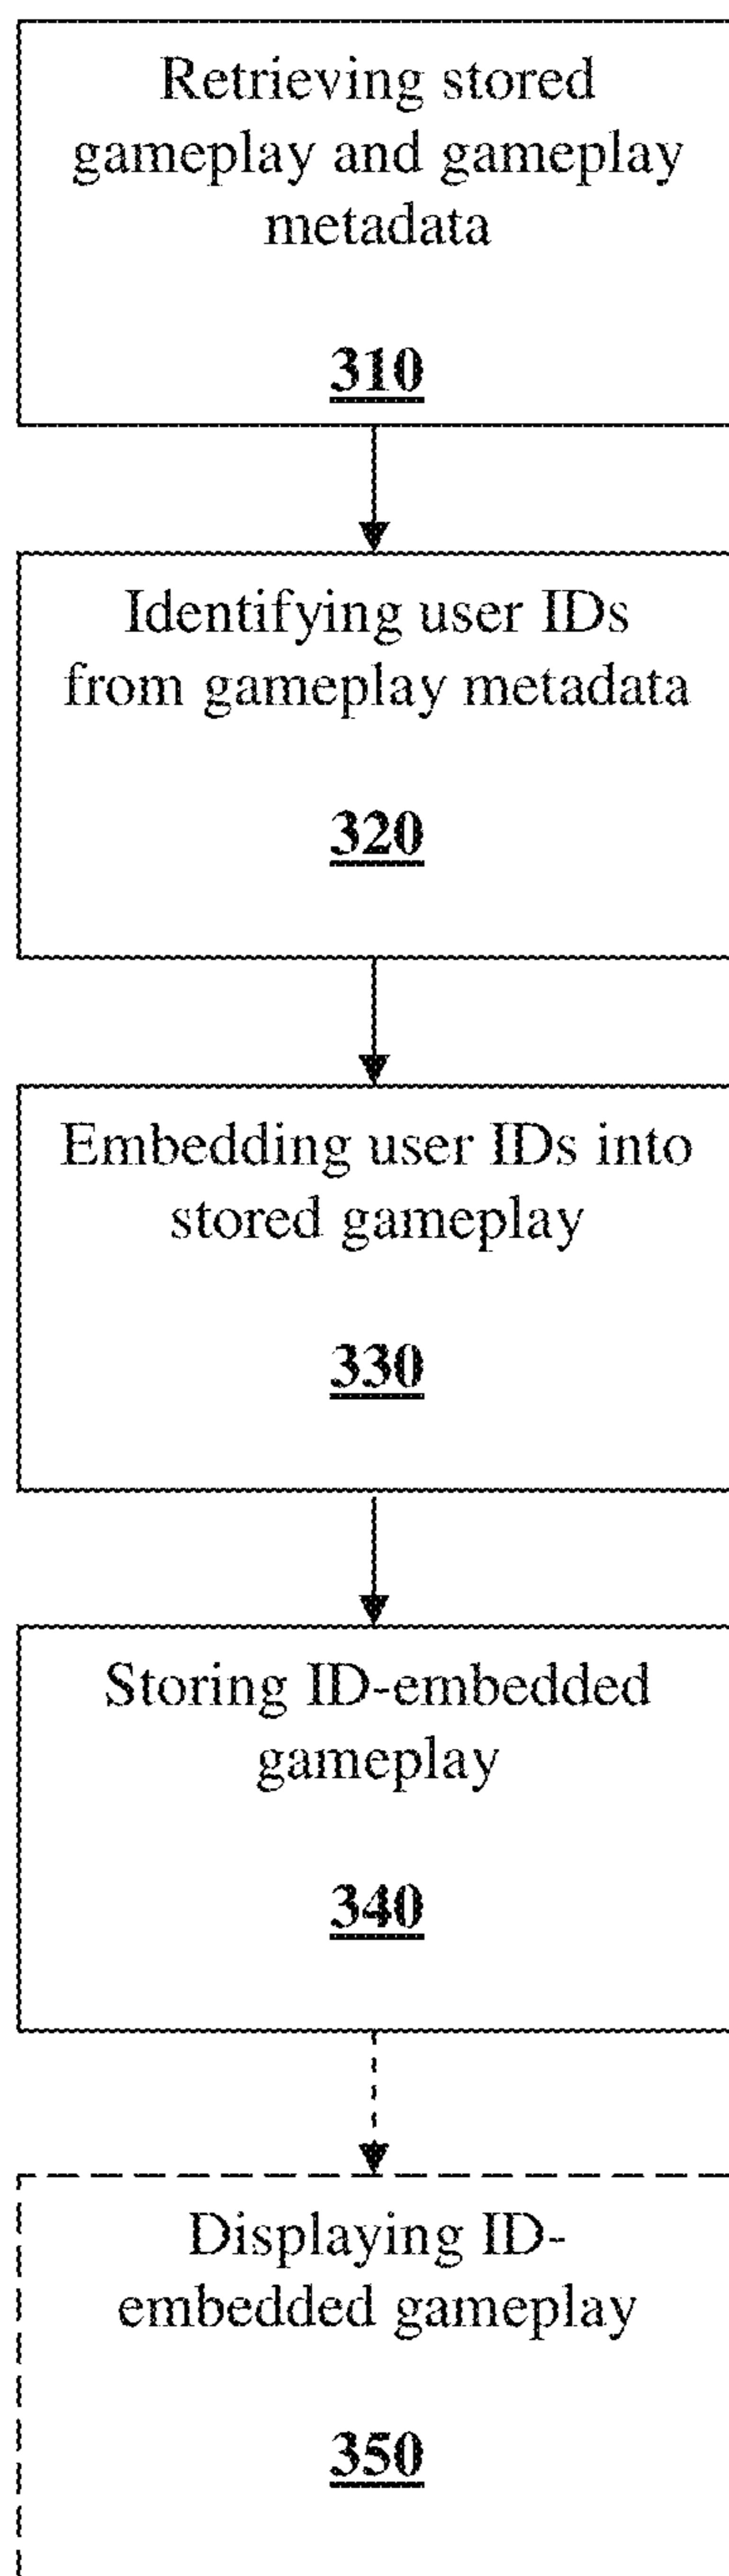 Retrieving stored
gameplay and gameplay
metadata
310
Identifying user IDs
from gameplay metadata
320
Embedding user IDs into
stored gameplay
330
Storing ID-embedded
gameplay
340
Displaying ID-
embedded gameplay
350